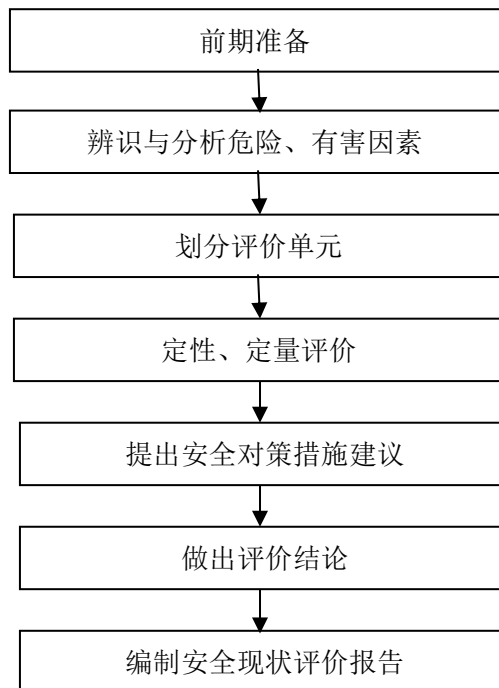 前期准备
辨识与分析危险、有害因素
划分评价单元
定性、定量评价
提出安全对策措施建议
做出评价结论
编制安全现状评价报告